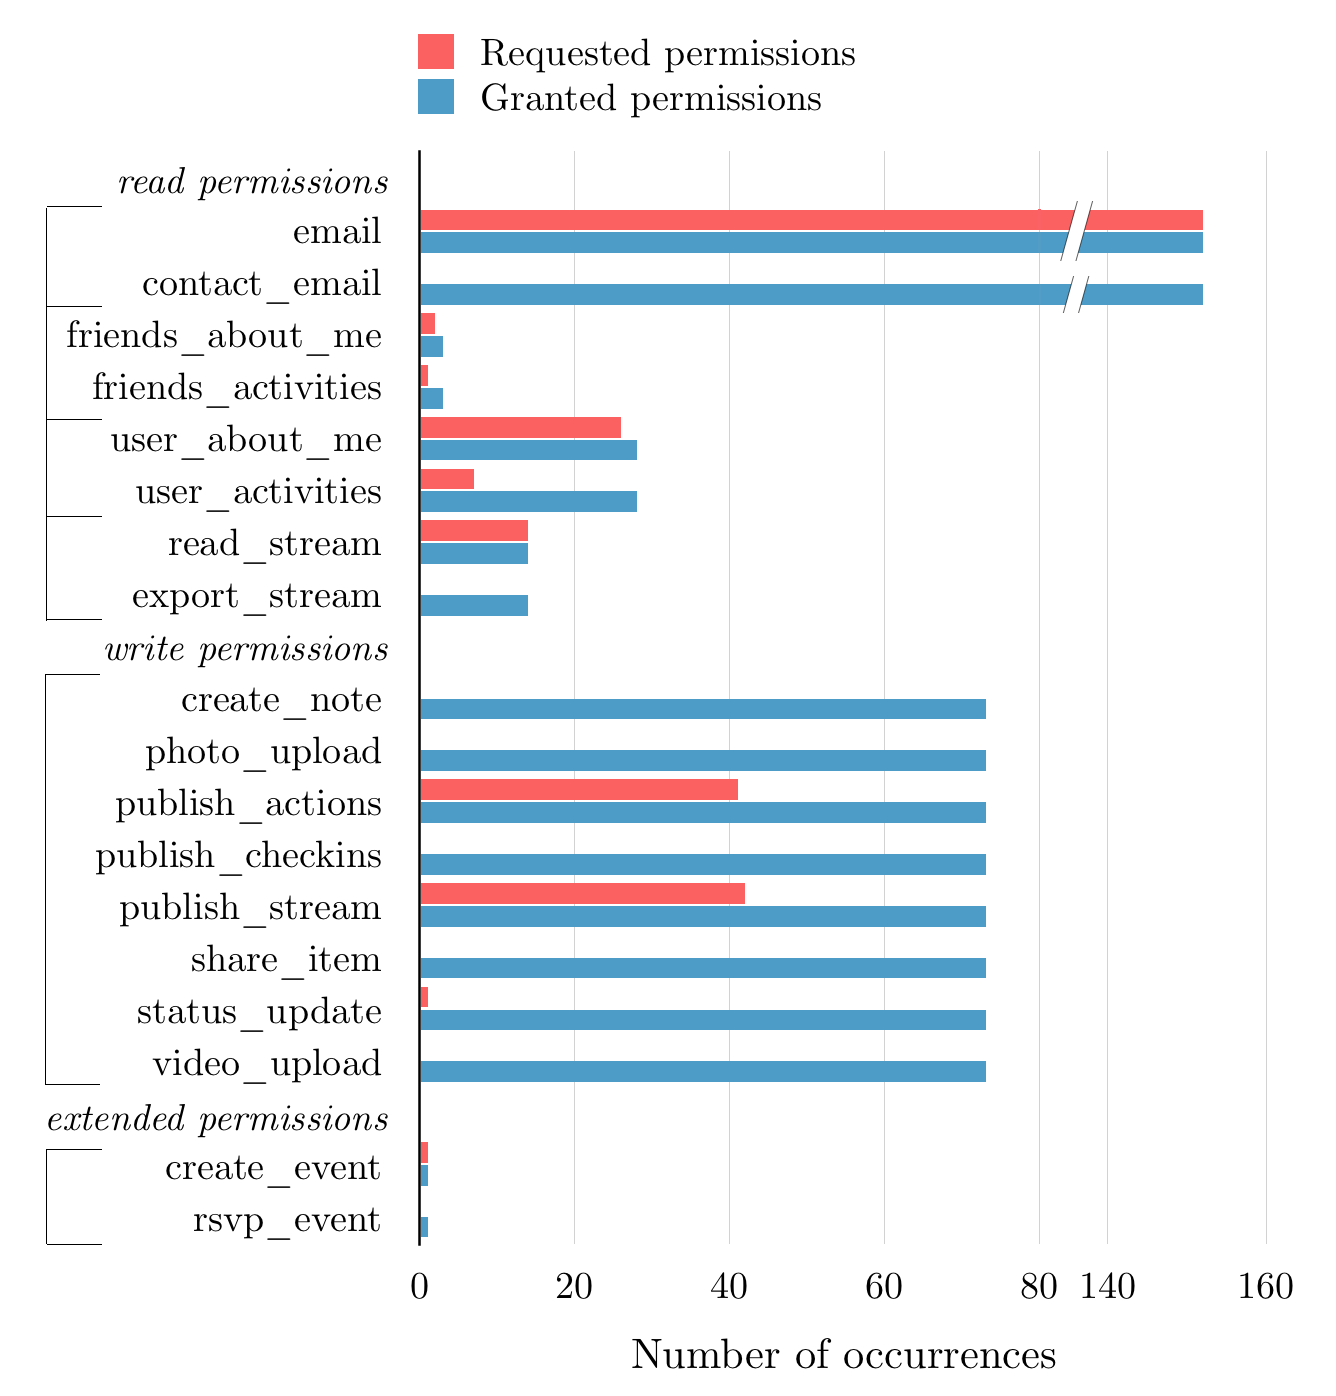 Requested permissions
Granted permissions
read permissions
email
contact_email
friends_about_me
friends_activities
user_about_me
user_activities
read_stream
export_stream
write permissions
create_note
photo_upload
publish_actions
publish_checkins
publish_stream
share_item
status_update
video_upload
extended permissions
create_event
rsvp_event
0 20 40 60 80 140 160
Number of occurrences